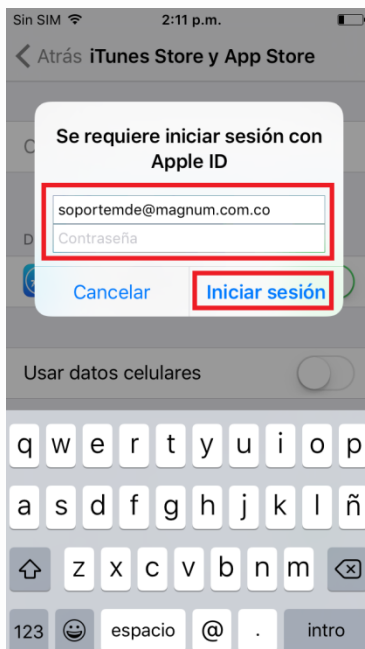 Sin SIM 2:11 p.m.
Atrás iTunes Store y App Store
C
Se requiere iniciar sesión con
Apple ID
soportemde@magnum.com.co
D
Contraseña
Cancelar Iniciar sesión
Usar datos celulares
q w e r t y u i o p
a s d f g h j k l ñ
z x c v b n m
123 espacio @ . intro